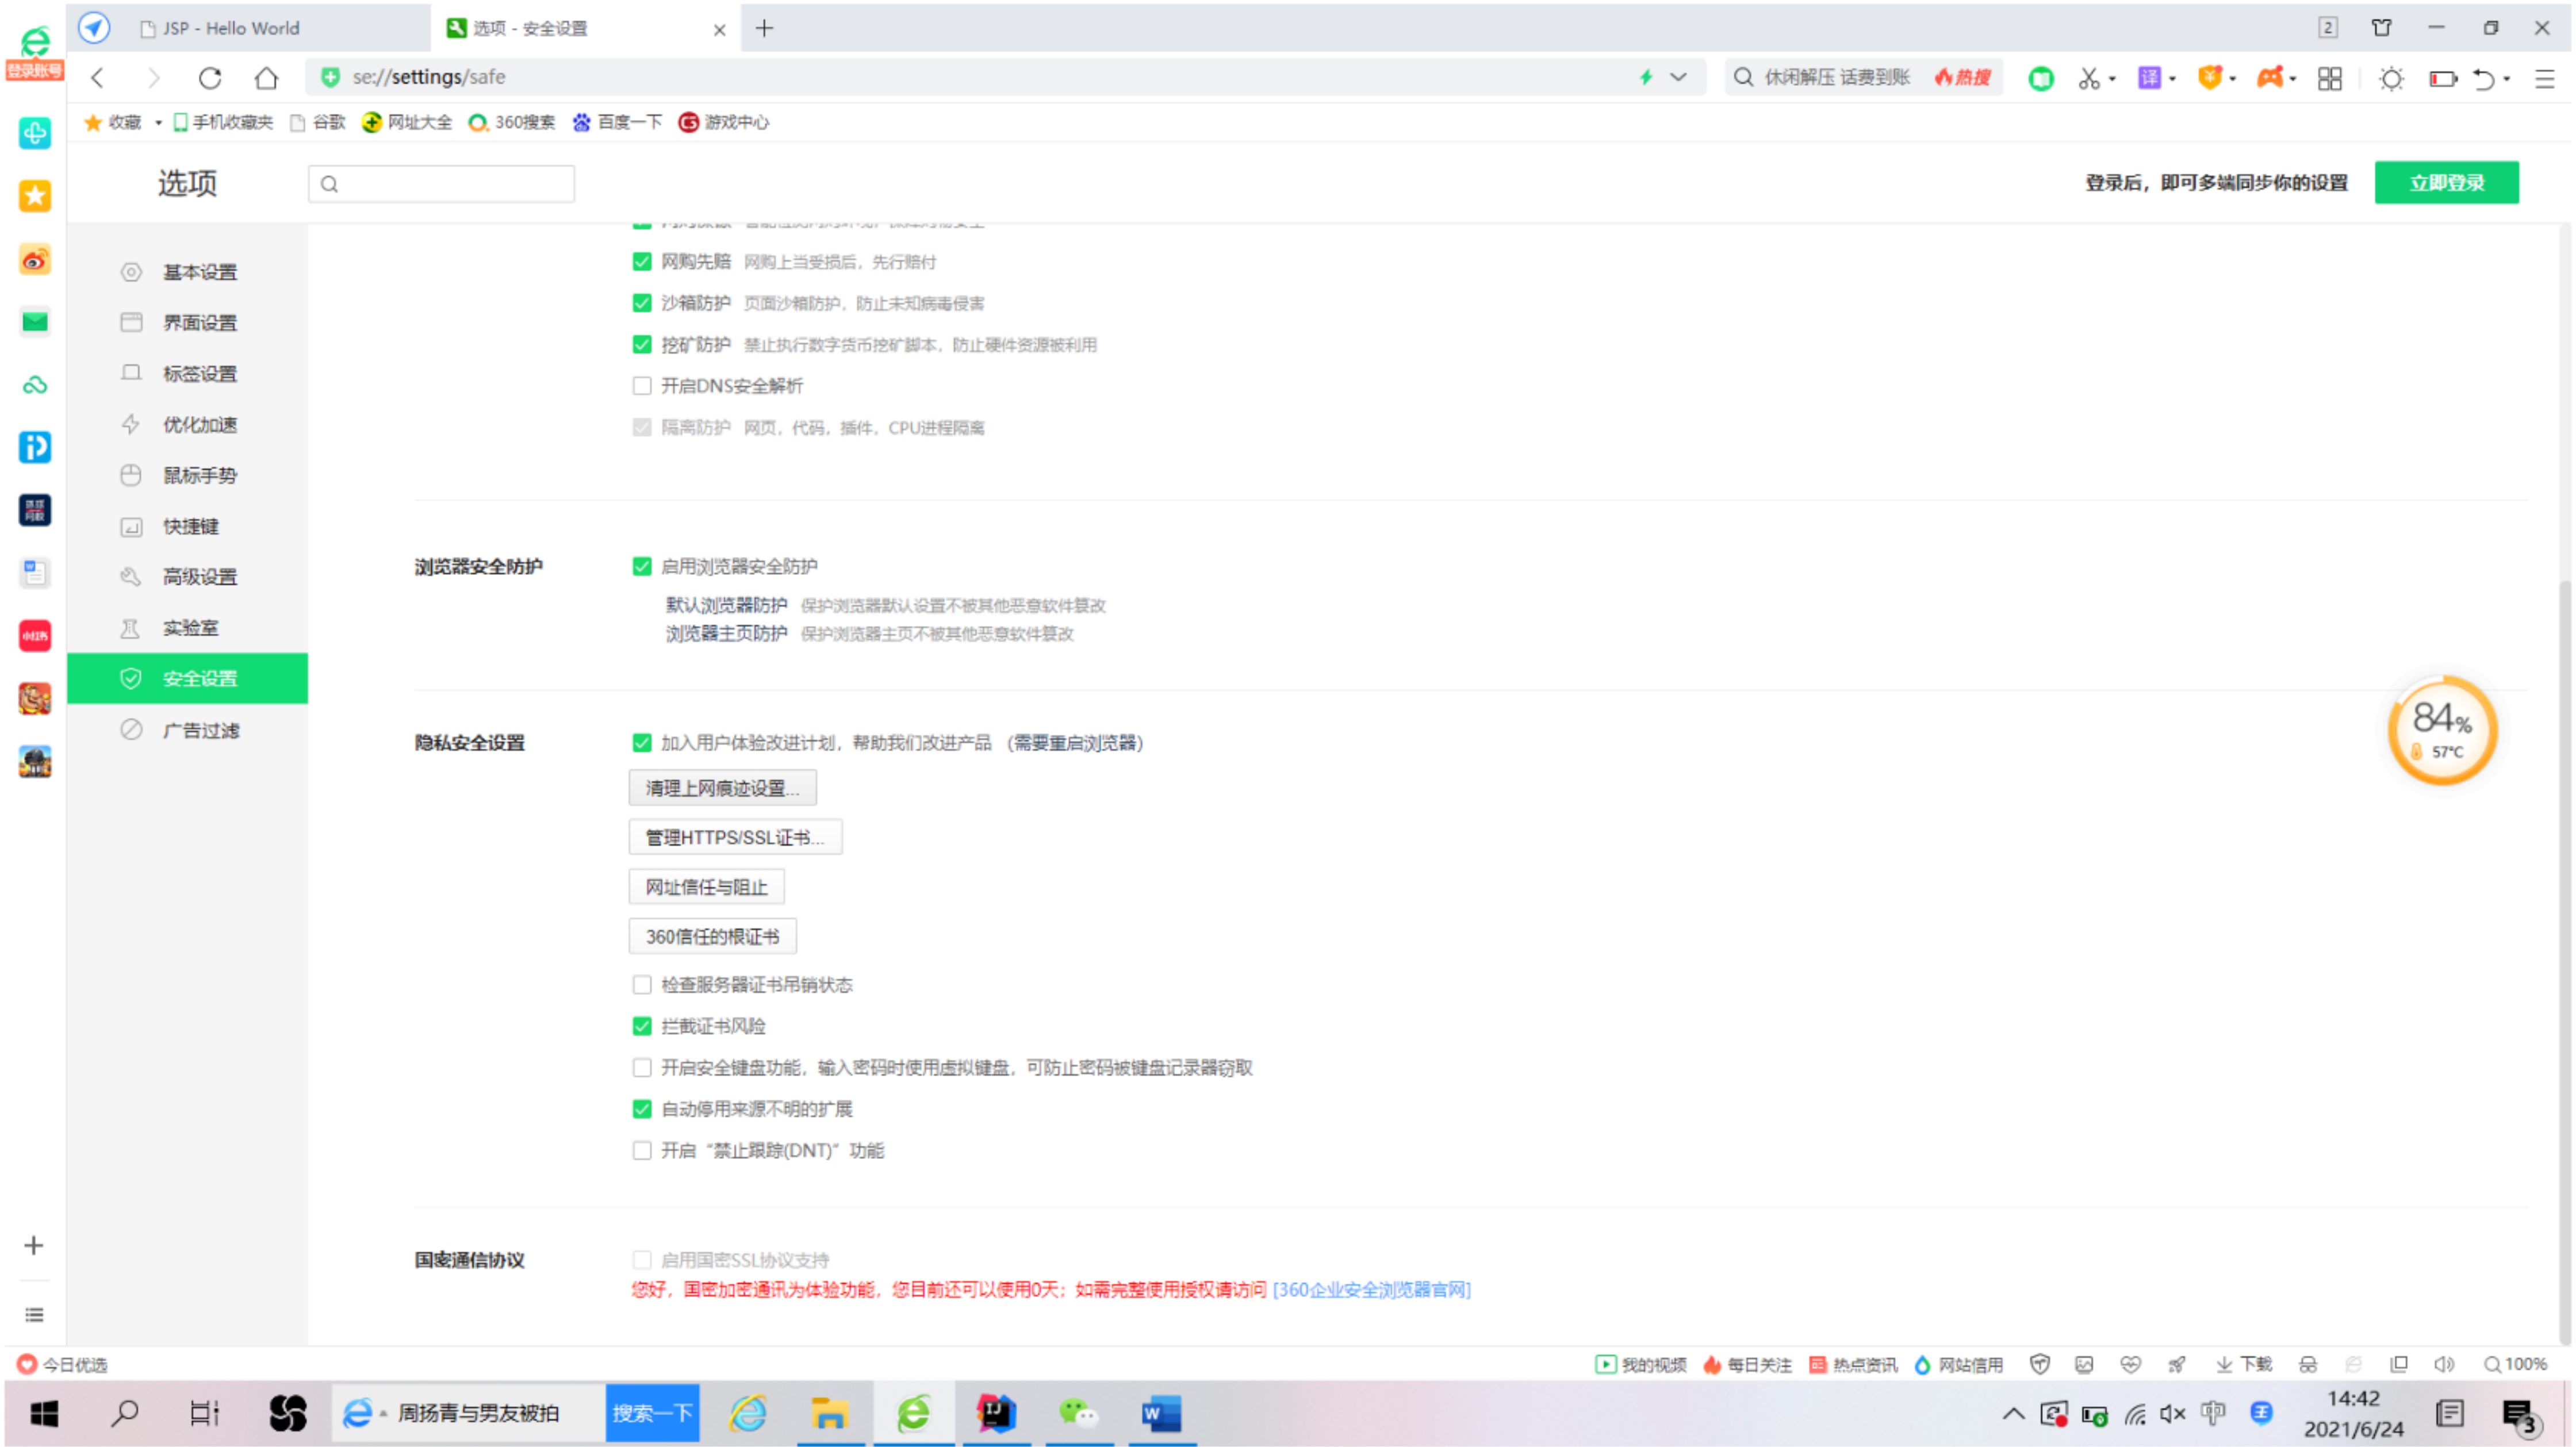 JSP - Hello World
选项 - 安全设置
2
登录账号
se://settings/safe
休闲解压 话费到账
热搜
译
收藏
手机收藏夹
谷歌
网址大全
360搜索
百度一下
游戏中心
选项
登录后，即可多端同步你的设置
立即登录
基本设置
界面设置
标签设置
优化加速
鼠标手势
快捷键
高级设置
实验室
安全设置
广告过滤
小红书
网购先赔 网购上当受损后，先行赔付
沙箱防护 页面沙箱防护，防止未知病毒侵害
挖矿防护 禁止执行数字货币挖矿脚本，防止硬件资源被利用
开启DNS安全解析
隔离防护 网页，代码，插件，CPU进程隔离
浏览器安全防护
启用浏览器安全防护
默认浏览器防护 保护浏览器默认设置不被其他恶意软件篡改
浏览器主页防护 保护浏览器主页不被其他恶意软件篡改
84%
57°C
隐私安全设置
加入用户体验改进计划，帮助我们改进产品 （需要重启浏览器）
清理上网痕迹设置...
管理HTTPS/SSL证书...
网址信任与阻止
360信任的根证书
检查服务器证书吊销状态
拦截证书风险
开启安全键盘功能，输入密码时使用虚拟键盘，可防止密码被键盘记录器窃取
自动停用来源不明的扩展
开启“禁止跟踪(DNT)”功能
国密通信协议
启用国密SSL协议支持
您好，国密加密通讯为体验功能，您目前还可以使用0天；如需完整使用授权请访问 [360企业安全浏览器官网]
今日优选
我的视频
每日关注
热点资讯
网站信用
下载
100%
周扬青与男友被拍
搜索一下
IJ
W
中
14:42
2021/6/24
3